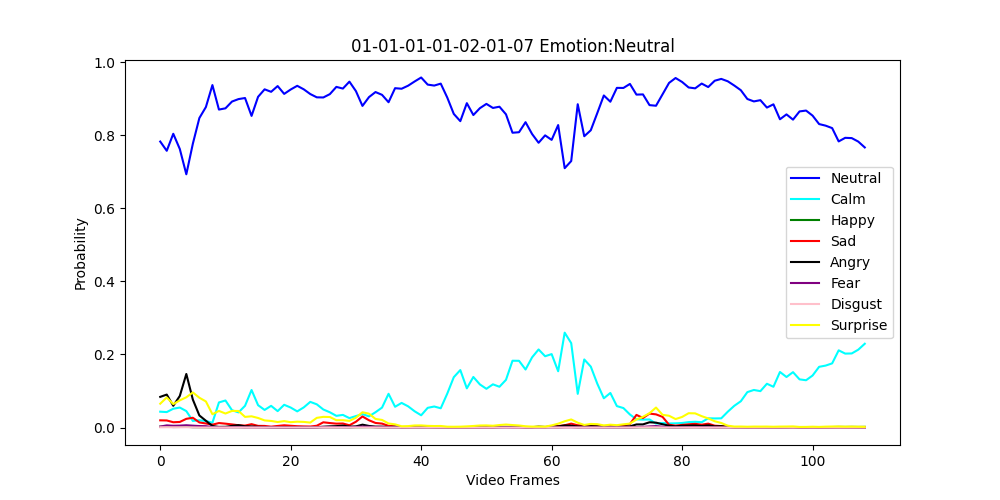 01-01-01-01-02-01-07 Emotion:Neutral
Probability
1.0
0.8
0.6
0.4
0.2
0.0
Neutral
Calm
Happy
Sad
Angry
Fear
Disgust
Surprise
0 20 40 60 80 100
Video Frames